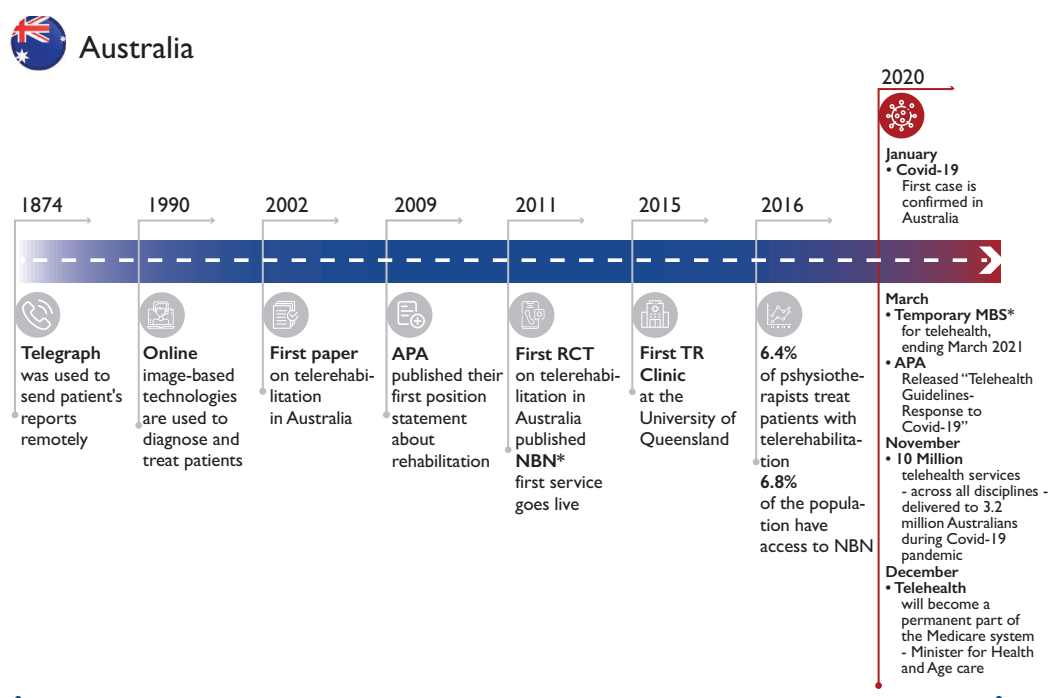 Australia
1874
Telegraph
was used to
send patient's
reports
remotely
1990
Online
image-based
technologies
are used to
diagnose and
treat patients
2002
First paper
on telerehabi-
litation
in Australia
2009
APA
published their
first position
statement
about
rehabilitation
2011
First RCT
on telerehabi-
litation in
Australia
published
NBN*
first service
goes live
2015
First TR
Clinic
at the
University of
Queensland
2016
6.4%
of pshysiothe-
rapists treat
patients with
telerehabilita-
tion
6.8%
of the popula-
tion have
access to NBN
2020
January
• Covid-19
First case is
confirmed in
Australia
March
• Temporary MBS*
for telehealth,
ending March 2021
• APA
Released “Telehealth
Guidelines-
Response to
Covid-19”
November
• 10 Million
telehealth services
- across all disciplines -
delivered to 3.2
million Australians
during Covid-19
pandemic
December
• Telehealth
will become a
permanent part of
the Medicare system
- Minister for Health
and Age care